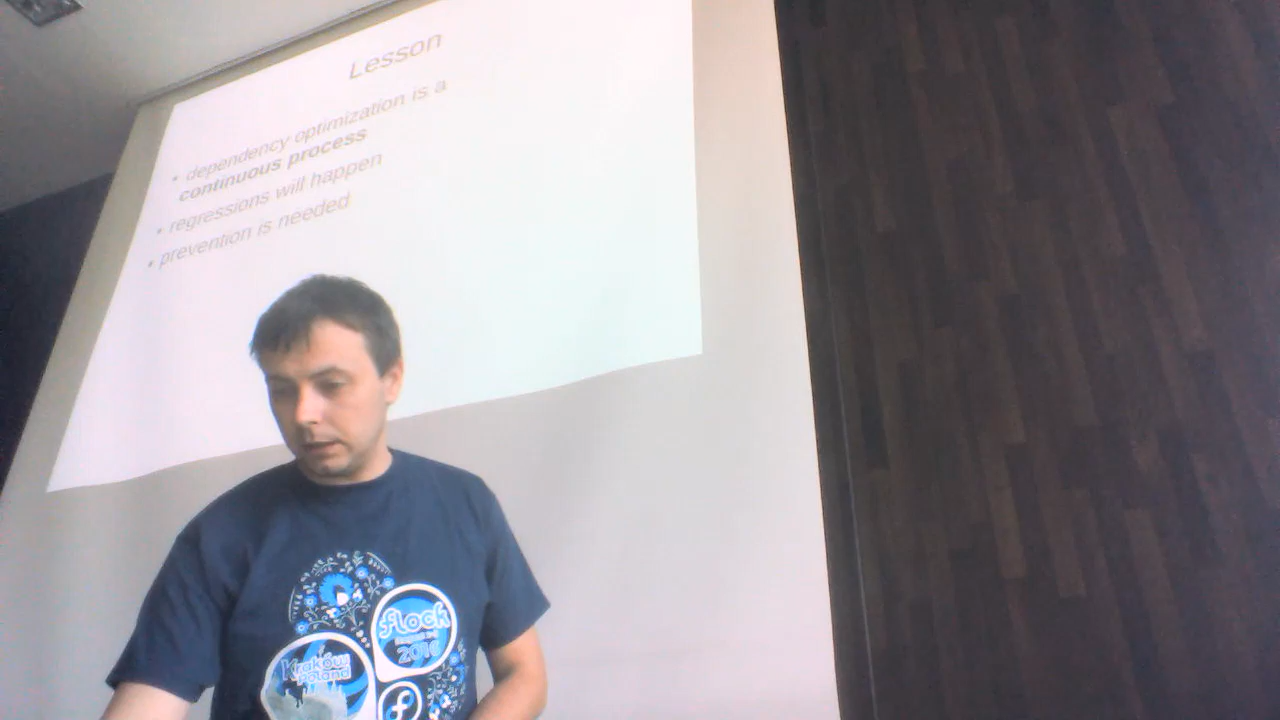 Lesson
• dependency optimization is a
continuous process
• regressions will happen
• prevention is needed
flock
2016
Kraków
Poland